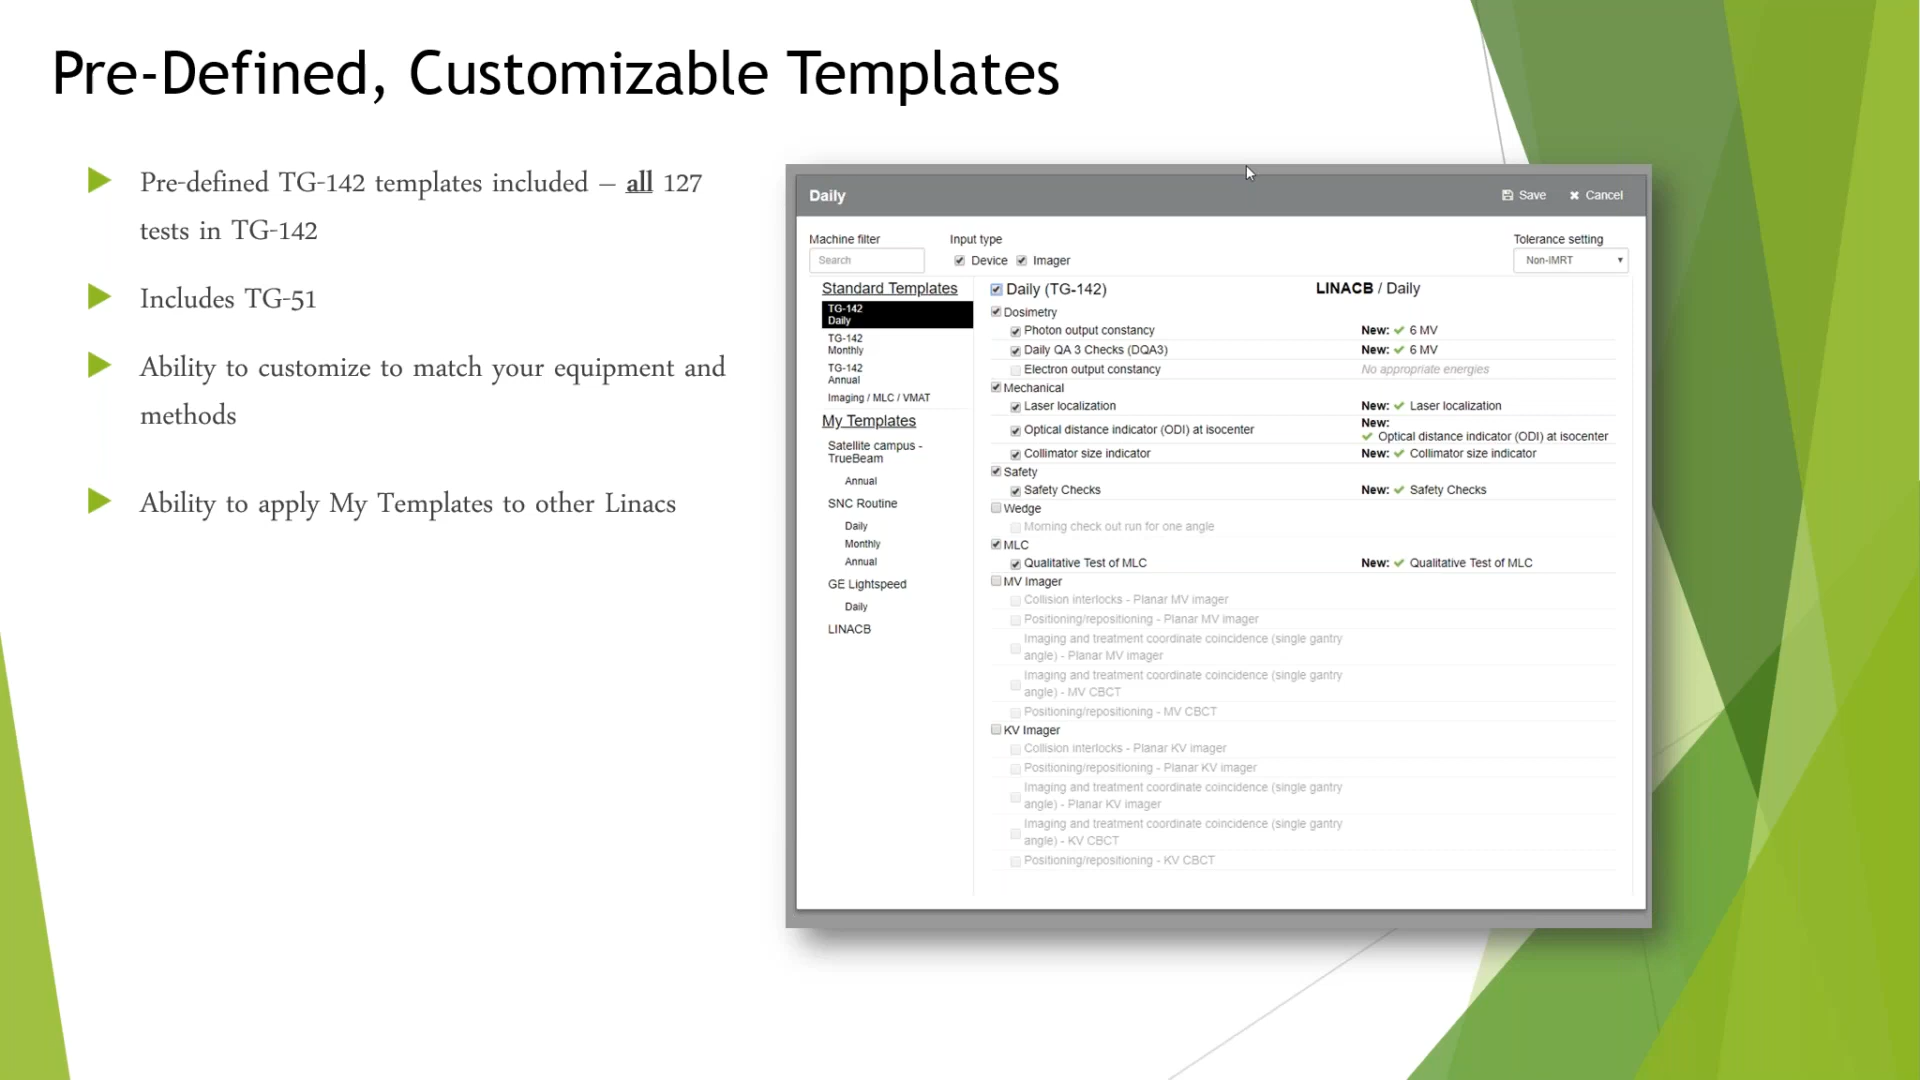 Pre-Defined, Customizable Templates
Pre-defined TG-142 templates included – all 127
tests in TG-142
Includes TG-51
Ability to customize to match your equipment and
methods
Ability to apply My Templates to other Linacs
Daily
Save
Cancel
Machine filter
Search
Input type
Device
Imager
Tolerance setting
Non-IMRT
Standard Templates
TG-142
Daily
TG-142
Monthly
TG-142
Annual
Imaging / MLC / VMAT
My Templates
Satellite campus -
TrueBeam
Annual
SNC Routine
Daily
Monthly
Annual
GE Lightspeed
Daily
LINACB
Daily (TG-142)
LINACB / Daily
Dosimetry
Photon output constancy
New: 6 MV
Daily QA 3 Checks (DQA3)
New: 6 MV
Electron output constancy
No appropriate energies
Mechanical
Laser localization
New: Laser localization
Optical distance indicator (ODI) at isocenter
New:
Optical distance indicator (ODI) at isocenter
Collimator size indicator
New: Collimator size indicator
Safety
Safety Checks
New: Safety Checks
Wedge
Morning check out run for one angle
MLC
Qualitative Test of MLC
New: Qualitative Test of MLC
MV Imager
Collision interlocks - Planar MV imager
Positioning/repositioning - Planar MV imager
Imaging and treatment coordinate coincidence (single gantry
angle) - Planar MV imager
Imaging and treatment coordinate coincidence (single gantry
angle) - MV CBCT
Positioning/repositioning - MV CBCT
KV Imager
Collision interlocks - Planar KV imager
Positioning/repositioning - Planar KV imager
Imaging and treatment coordinate coincidence (single gantry
angle) - Planar KV imager
Imaging and treatment coordinate coincidence (single gantry
angle) - KV CBCT
Positioning/repositioning - KV CBCT